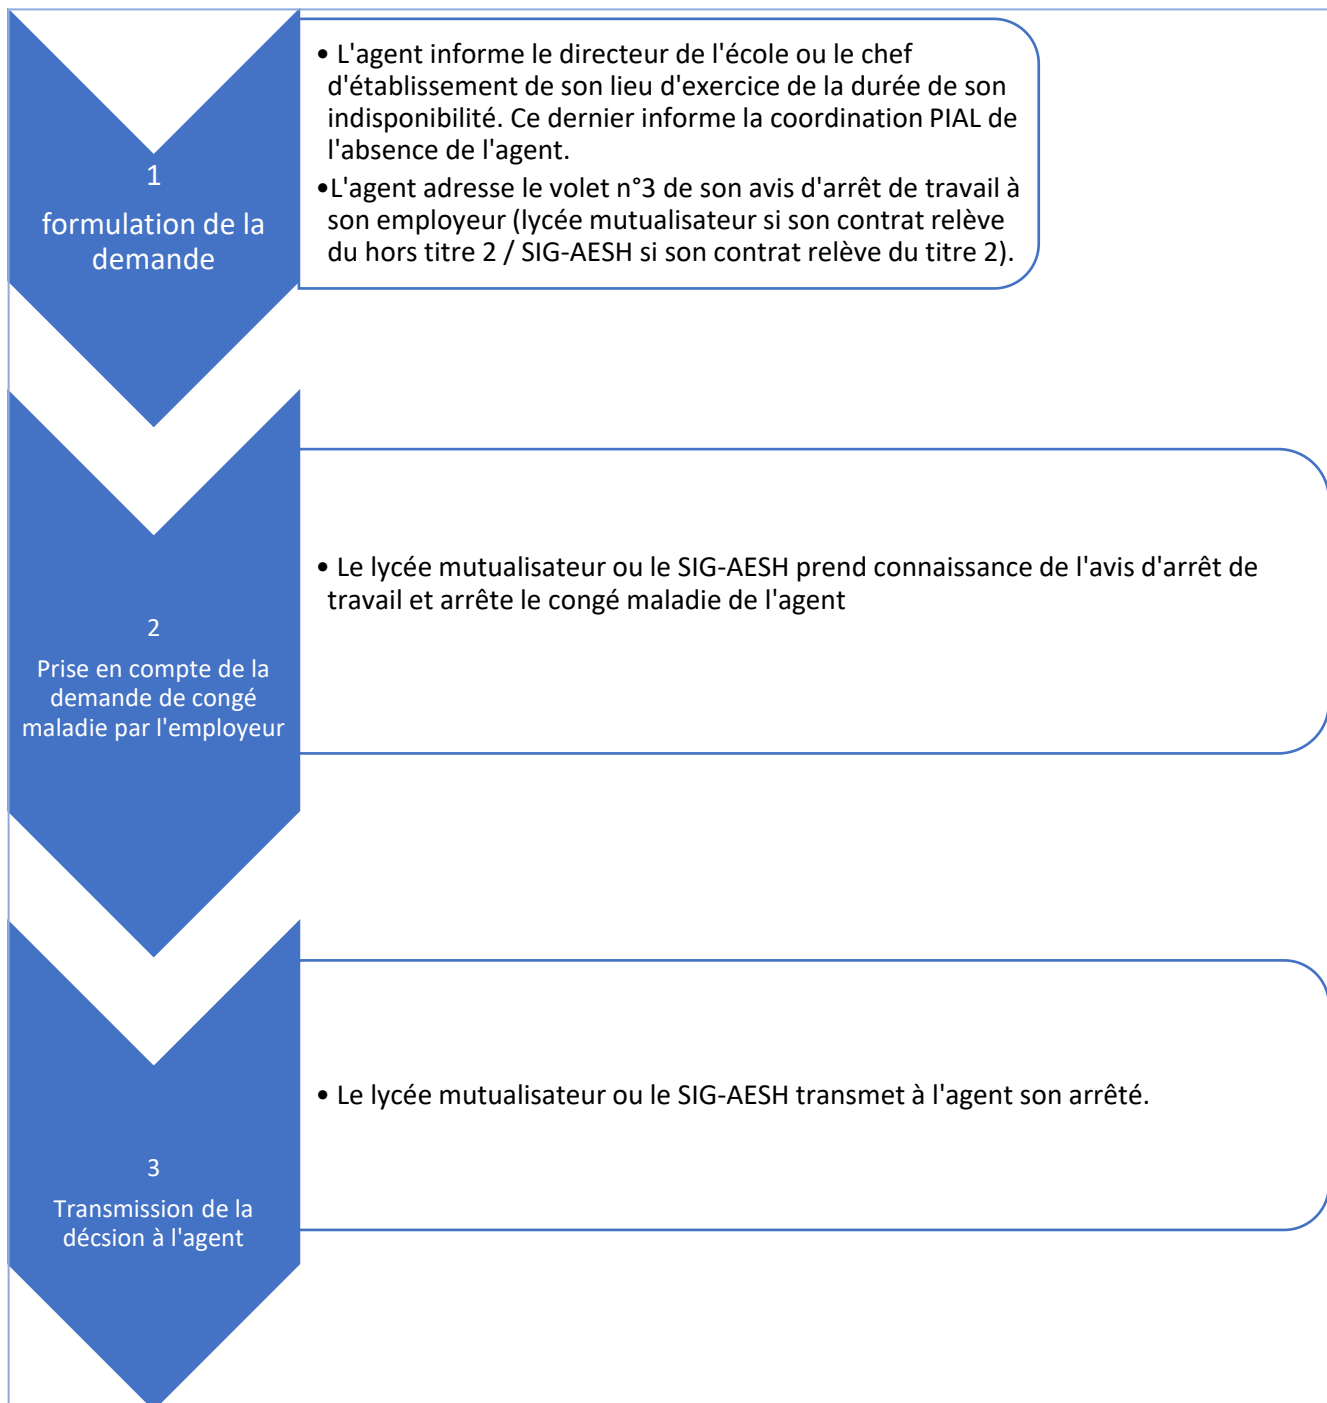 1
formulation de la
demande
• L'agent informe le directeur de l'école ou le chef
d'établissement de son lieu d'exercice de la durée de son
indisponibilité. Ce dernier informe la coordination PIAL de
l'absence de l'agent.
•L'agent adresse le volet n°3 de son avis d'arrêt de travail à
son employeur (lycée mutualisateur si son contrat relève
du hors titre 2 / SIG-AESH si son contrat relève du titre 2).
2
Prise en compte de la
demande de congé
maladie par l'employeur
• Le lycée mutualisateur ou le SIG-AESH prend connaissance de l'avis d'arrêt de
travail et arrête le congé maladie de l'agent
3
Transmission de la
décsion à l'agent
• Le lycée mutualisateur ou le SIG-AESH transmet à l'agent son arrêté.